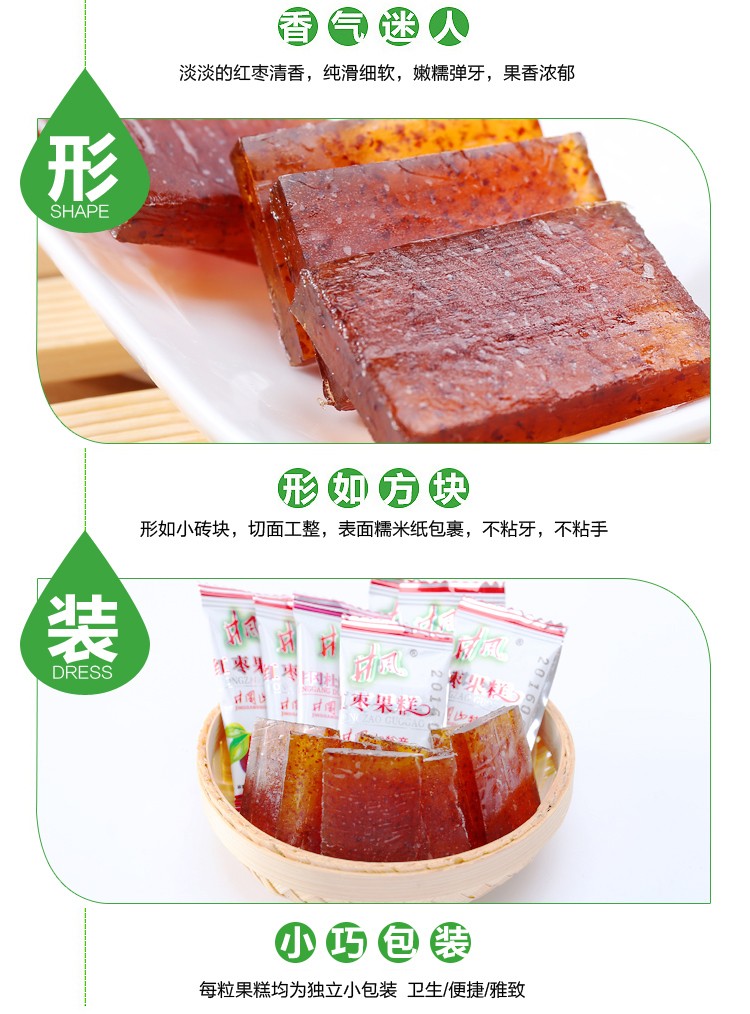 香气迷人
淡淡的红枣清香，纯滑细软，嫩糯弹牙，果香浓郁
形
SHAPE
形如方块
形如小砖块，切面工整，表面糯米纸包裹，不粘牙，不粘手
装
DRESS
红枣果
枣果糕
20160
小巧包装
每粒果糕均为独立小包装 卫生/便捷/雅致